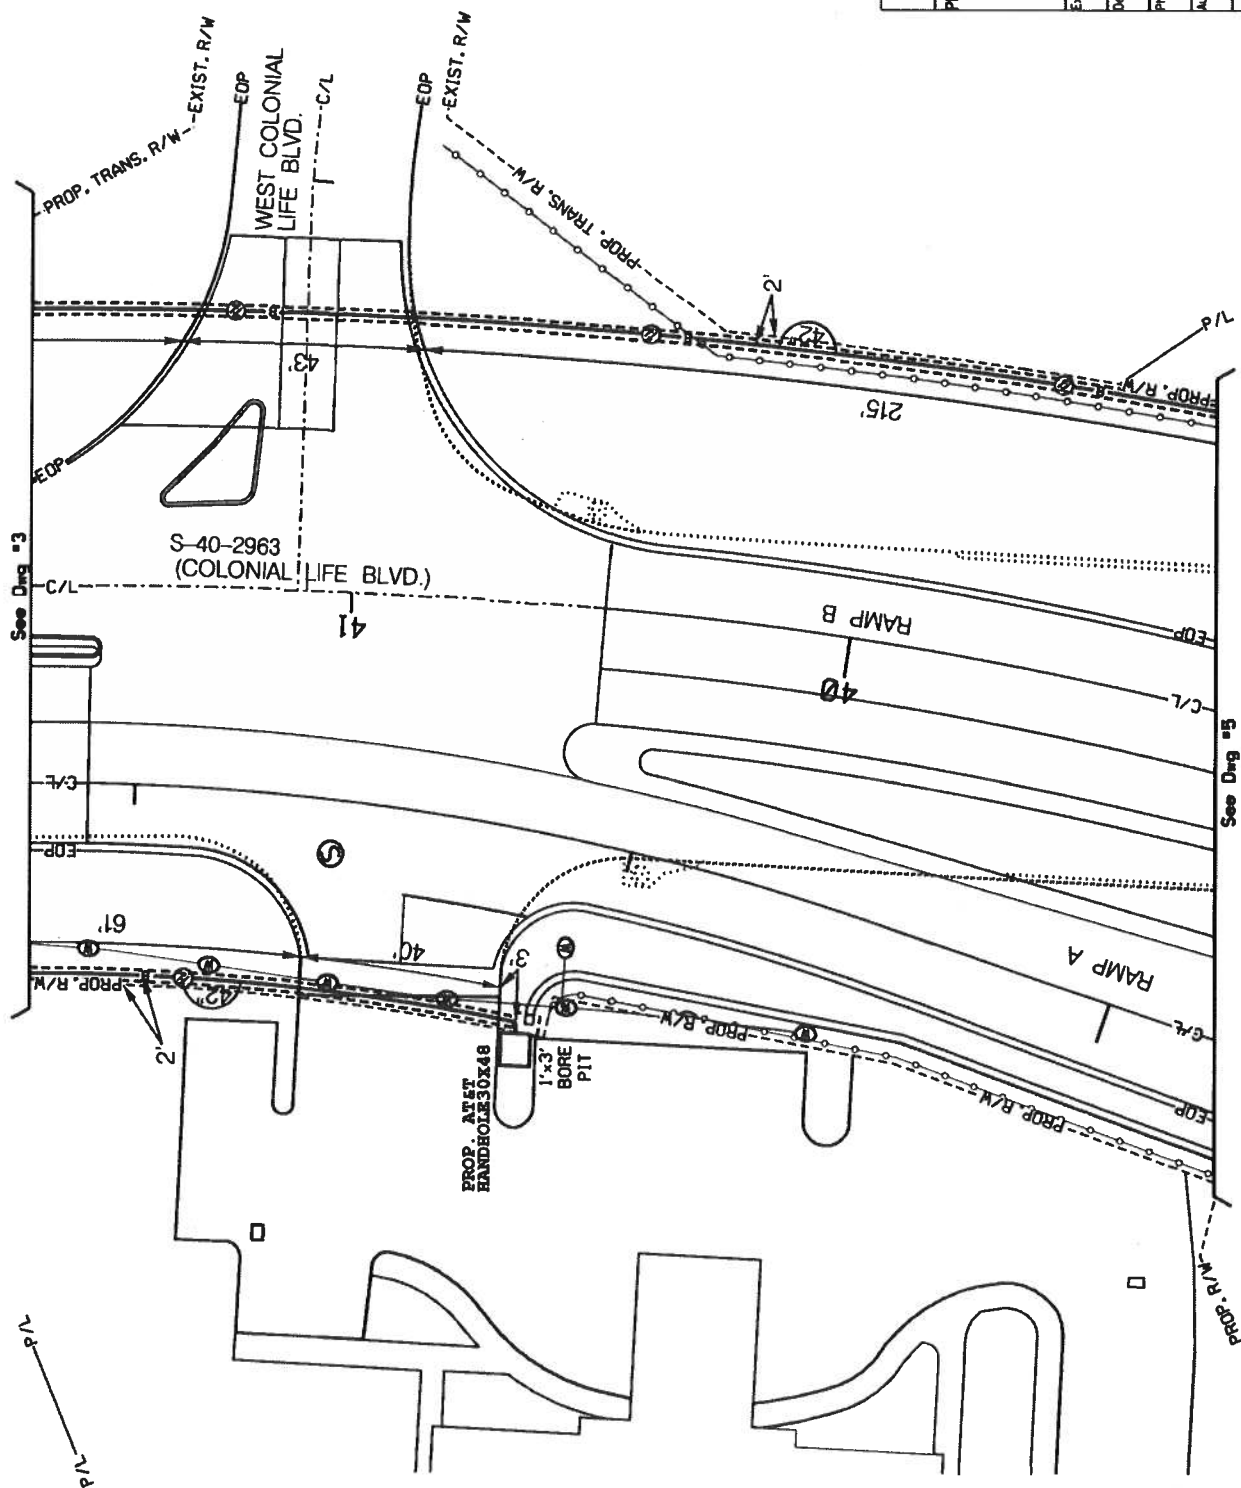 EXIST. R/W
PROP. TRANS. R/W
EOP
WEST COLONIAL
LIFE BLVD.
C/L
EOP
EXIST. R/W
PROP. TRANS. R/W
2'
42"
P/L
PROP. R/W
PROP.
43'
215'
EOP
See Dwg #3
S-40-2963
(COLONIAL LIFE BLVD.)
C/L
41
RAMP B
EOP
40
C/L
See Dwg #5
C/L
EOP
S
61'
40'
3'
W
W
W
W
W
W
W
PROP. R/W
42"
2'
PROP. R/W
RAMP A
C/L
EOP
PROP. AT&T
HANDHOLE30X48
1'x3'
BORE
PIT
PROP. R/W
PROP. R/W
P/L
P/L